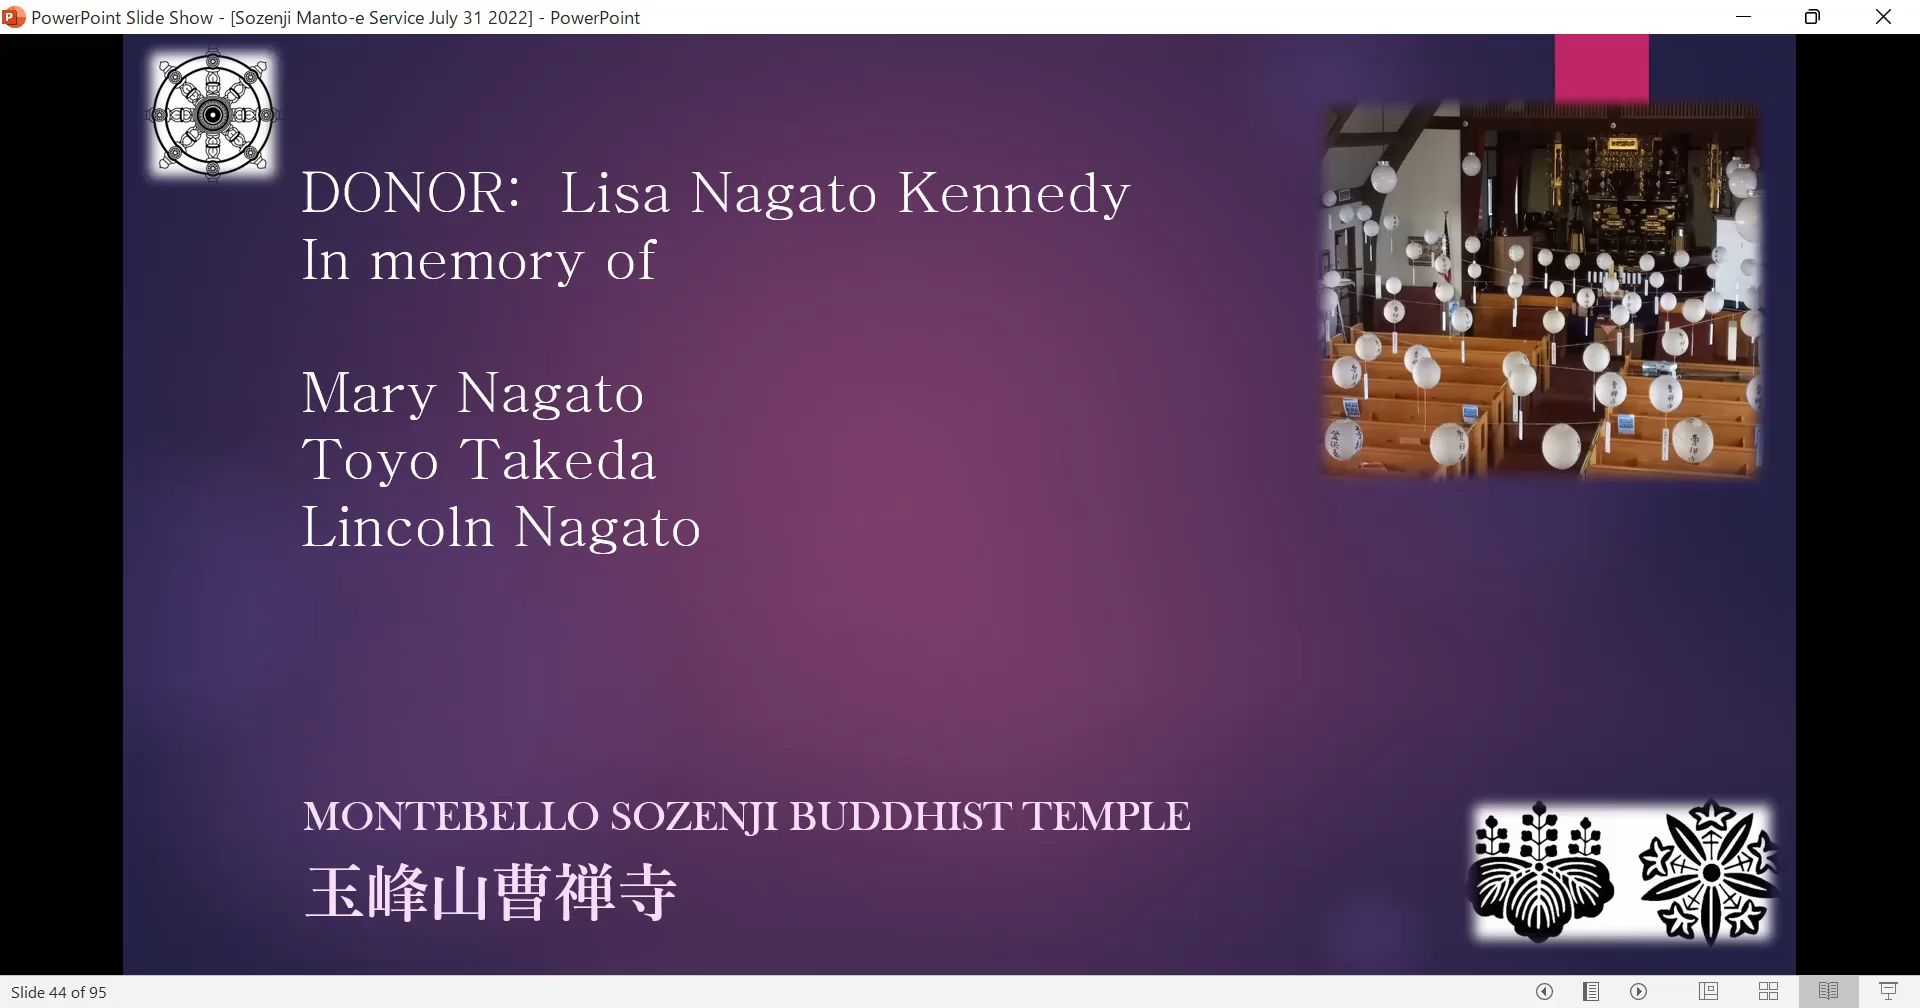 PowerPoint Slide Show - [Sozenji Manto-e Service July 31 2022] - PowerPoint
DONOR: Lisa Nagato Kennedy
In memory of
Mary Nagato
Toyo Takeda
Lincoln Nagato
MONTEBELLO SOZENJI BUDDHIST TEMPLE
玉峰山曹禅寺
Slide 44 of 95